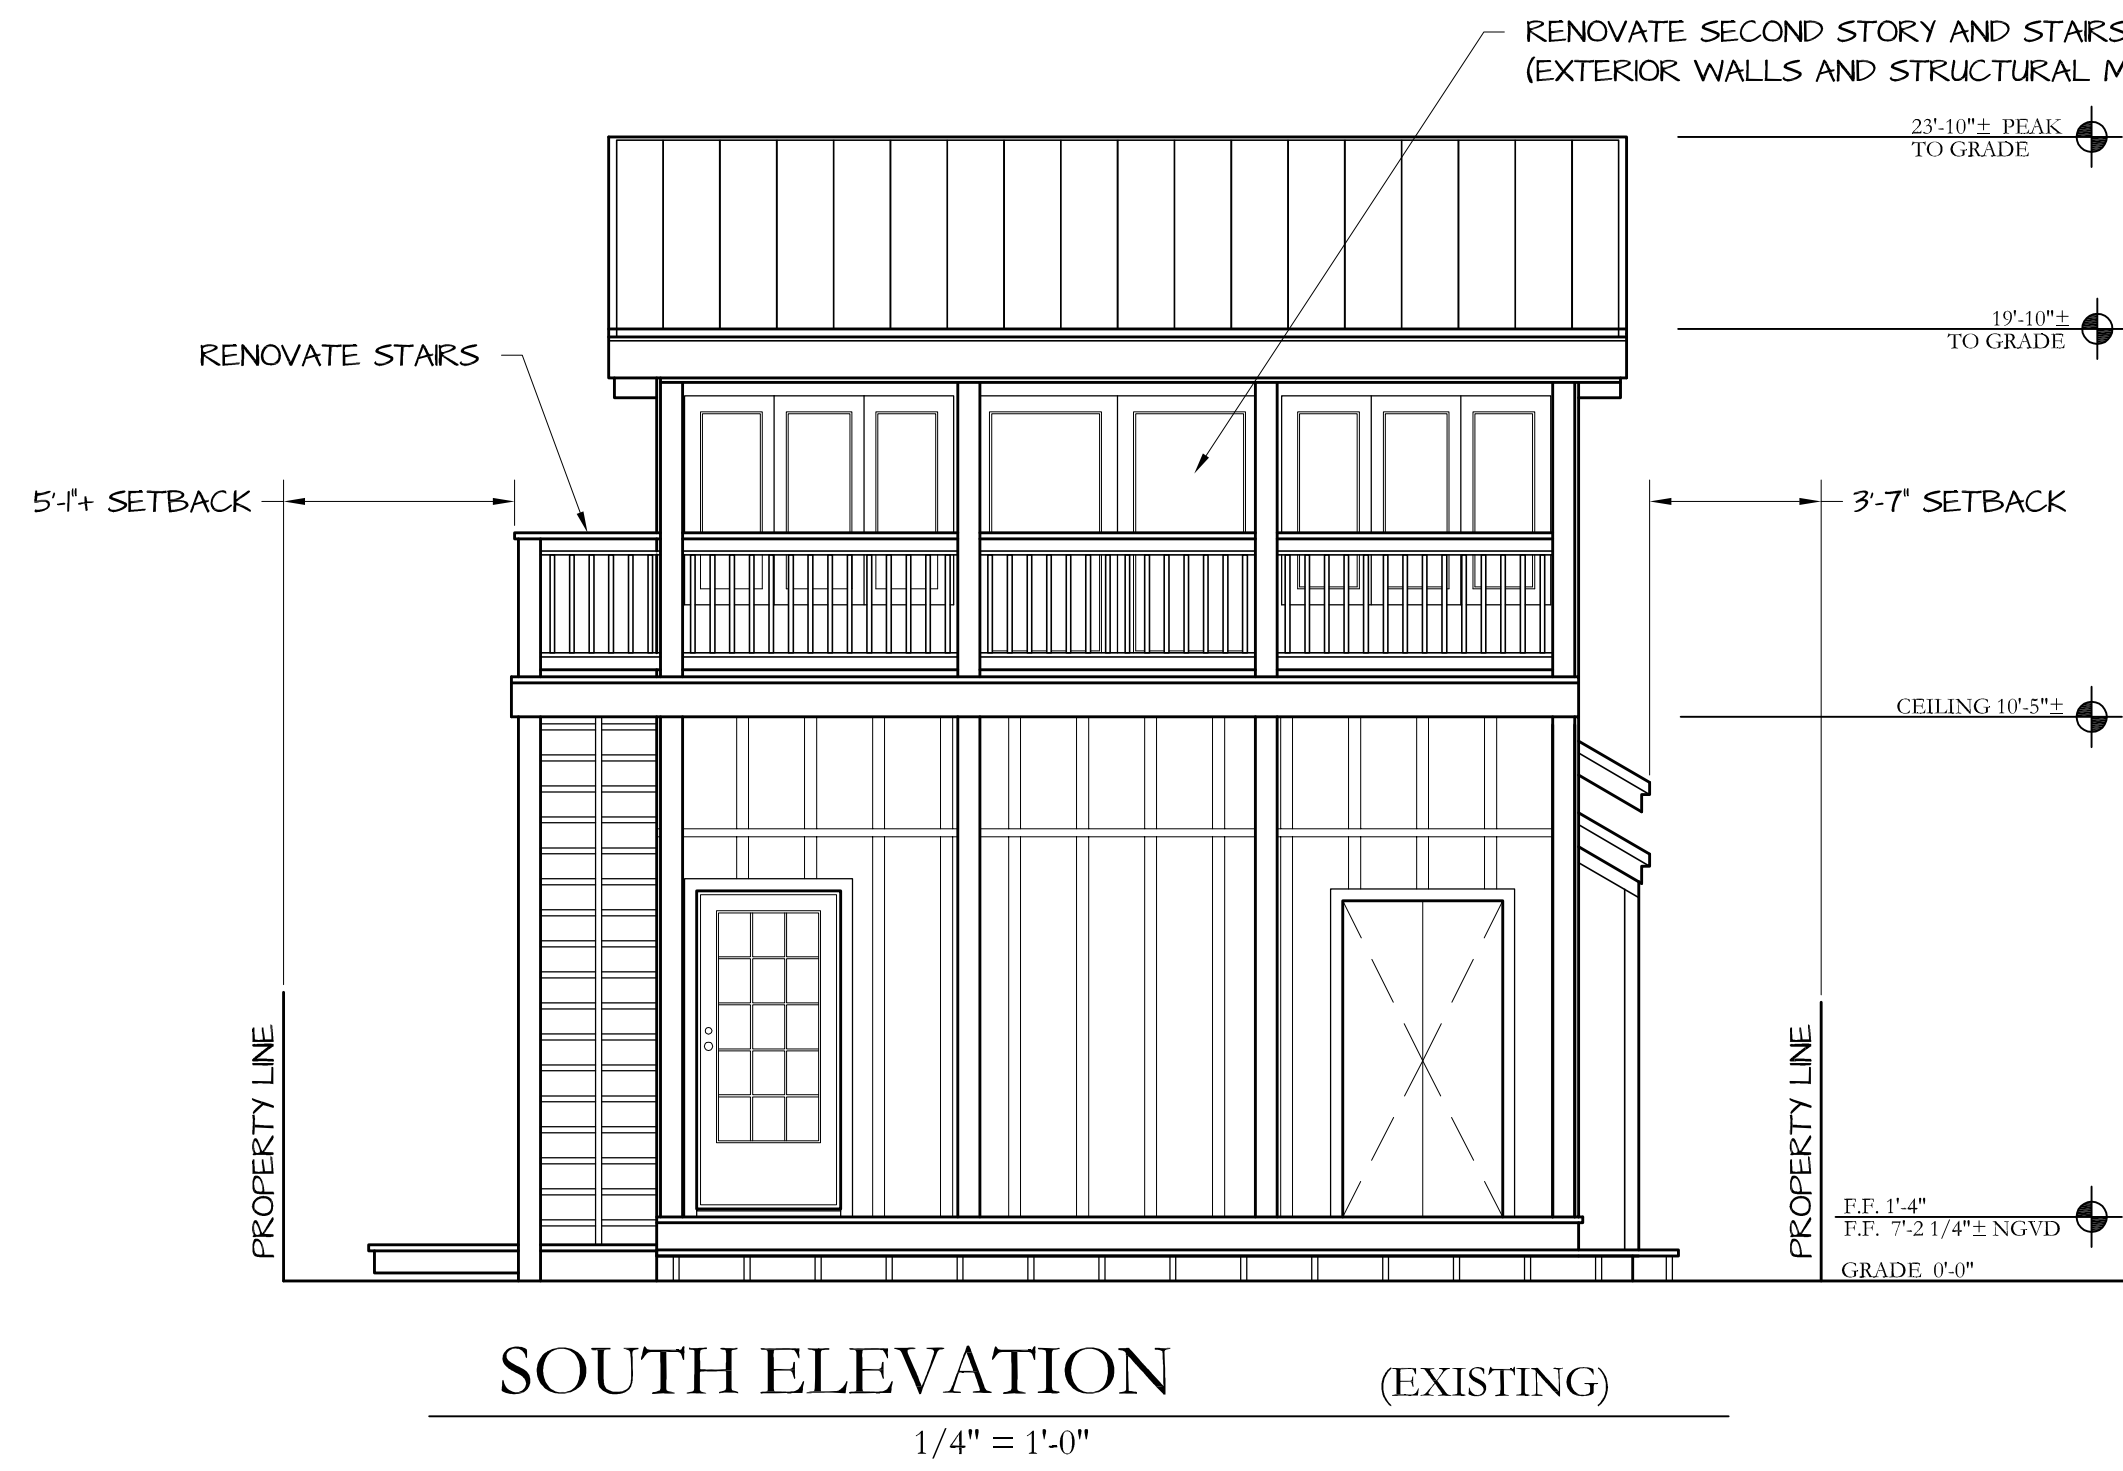 RENOVATE SECOND STORY AND STAIRS
(EXTERIOR WALLS AND STRUCTURAL
23'-10"± PEAK
TO GRADE
19'-10"±
TO GRADE
RENOVATE STAIRS
5'-1"+ SETBACK
3'-7" SETBACK
CEILING 10'-5"±
PROPERTY LINE
PROPERTY LINE
F.F. 1'-4"
F.F. 7'-2 1/4"± NGVD
GRADE 0'-0"
SOUTH ELEVATION (EXISTING)
1/4" = 1'-0"